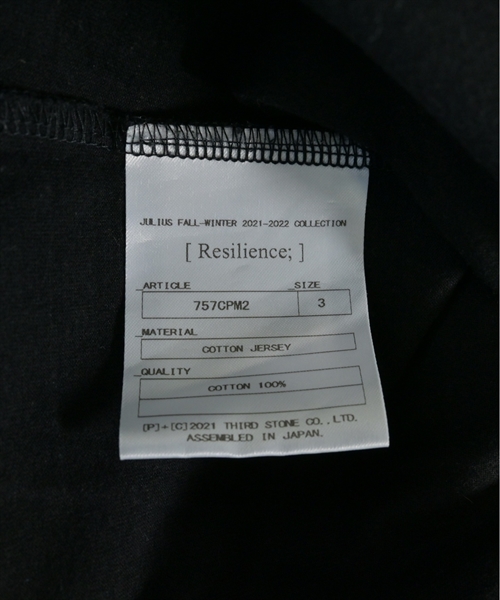 JULIUS FALL-WINTER 2021-2022 COLLECTION
[ Resilience; ]
_ARTICLE _SIZE
757CPM2 3
_MATERIAL
COTTON JERSEY
_QUALITY
COTTON 100%
[P]+[C]2021 THIRD STONE CO.,LTD.
ASSEMBLED IN JAPAN.